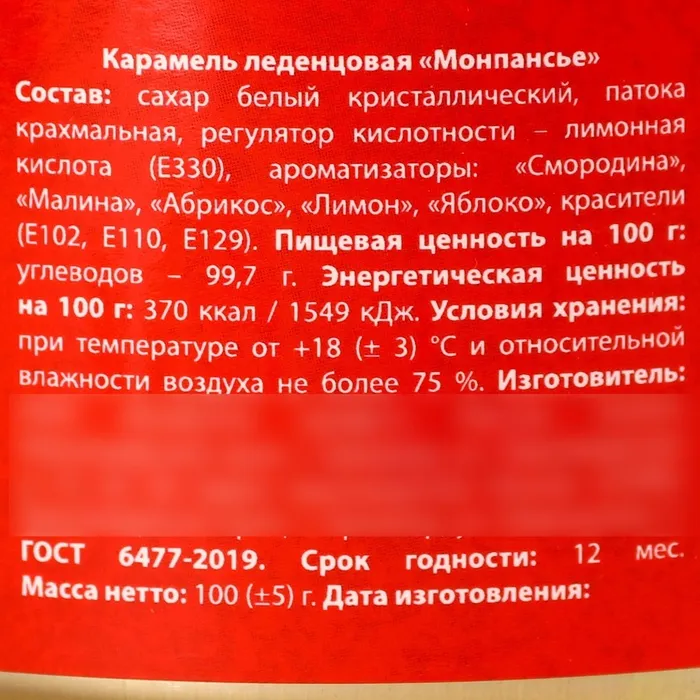 Карамель леденцовая «Монпансье»
Состав: сахар белый кристаллический, патока
крахмальная, регулятор кислотности – лимонная
кислота (Е330), ароматизаторы: «Смородина»,
«Малина», «Абрикос», «Лимон», «Яблоко», красители
(Е102, Е110, Е129). Пищевая ценность на 100 г:
углеводов – 99,7 г. Энергетическая ценность
на 100 г: 370 ккал / 1549 кДж. Условия хранения:
при температуре от +18 (± 3) °С и относительной
влажности воздуха не более 75 %. Изготовитель:
ГОСТ 6477-2019. Срок годности: 12 мес.
Масса нетто: 100 (±5) г. Дата изготовления: